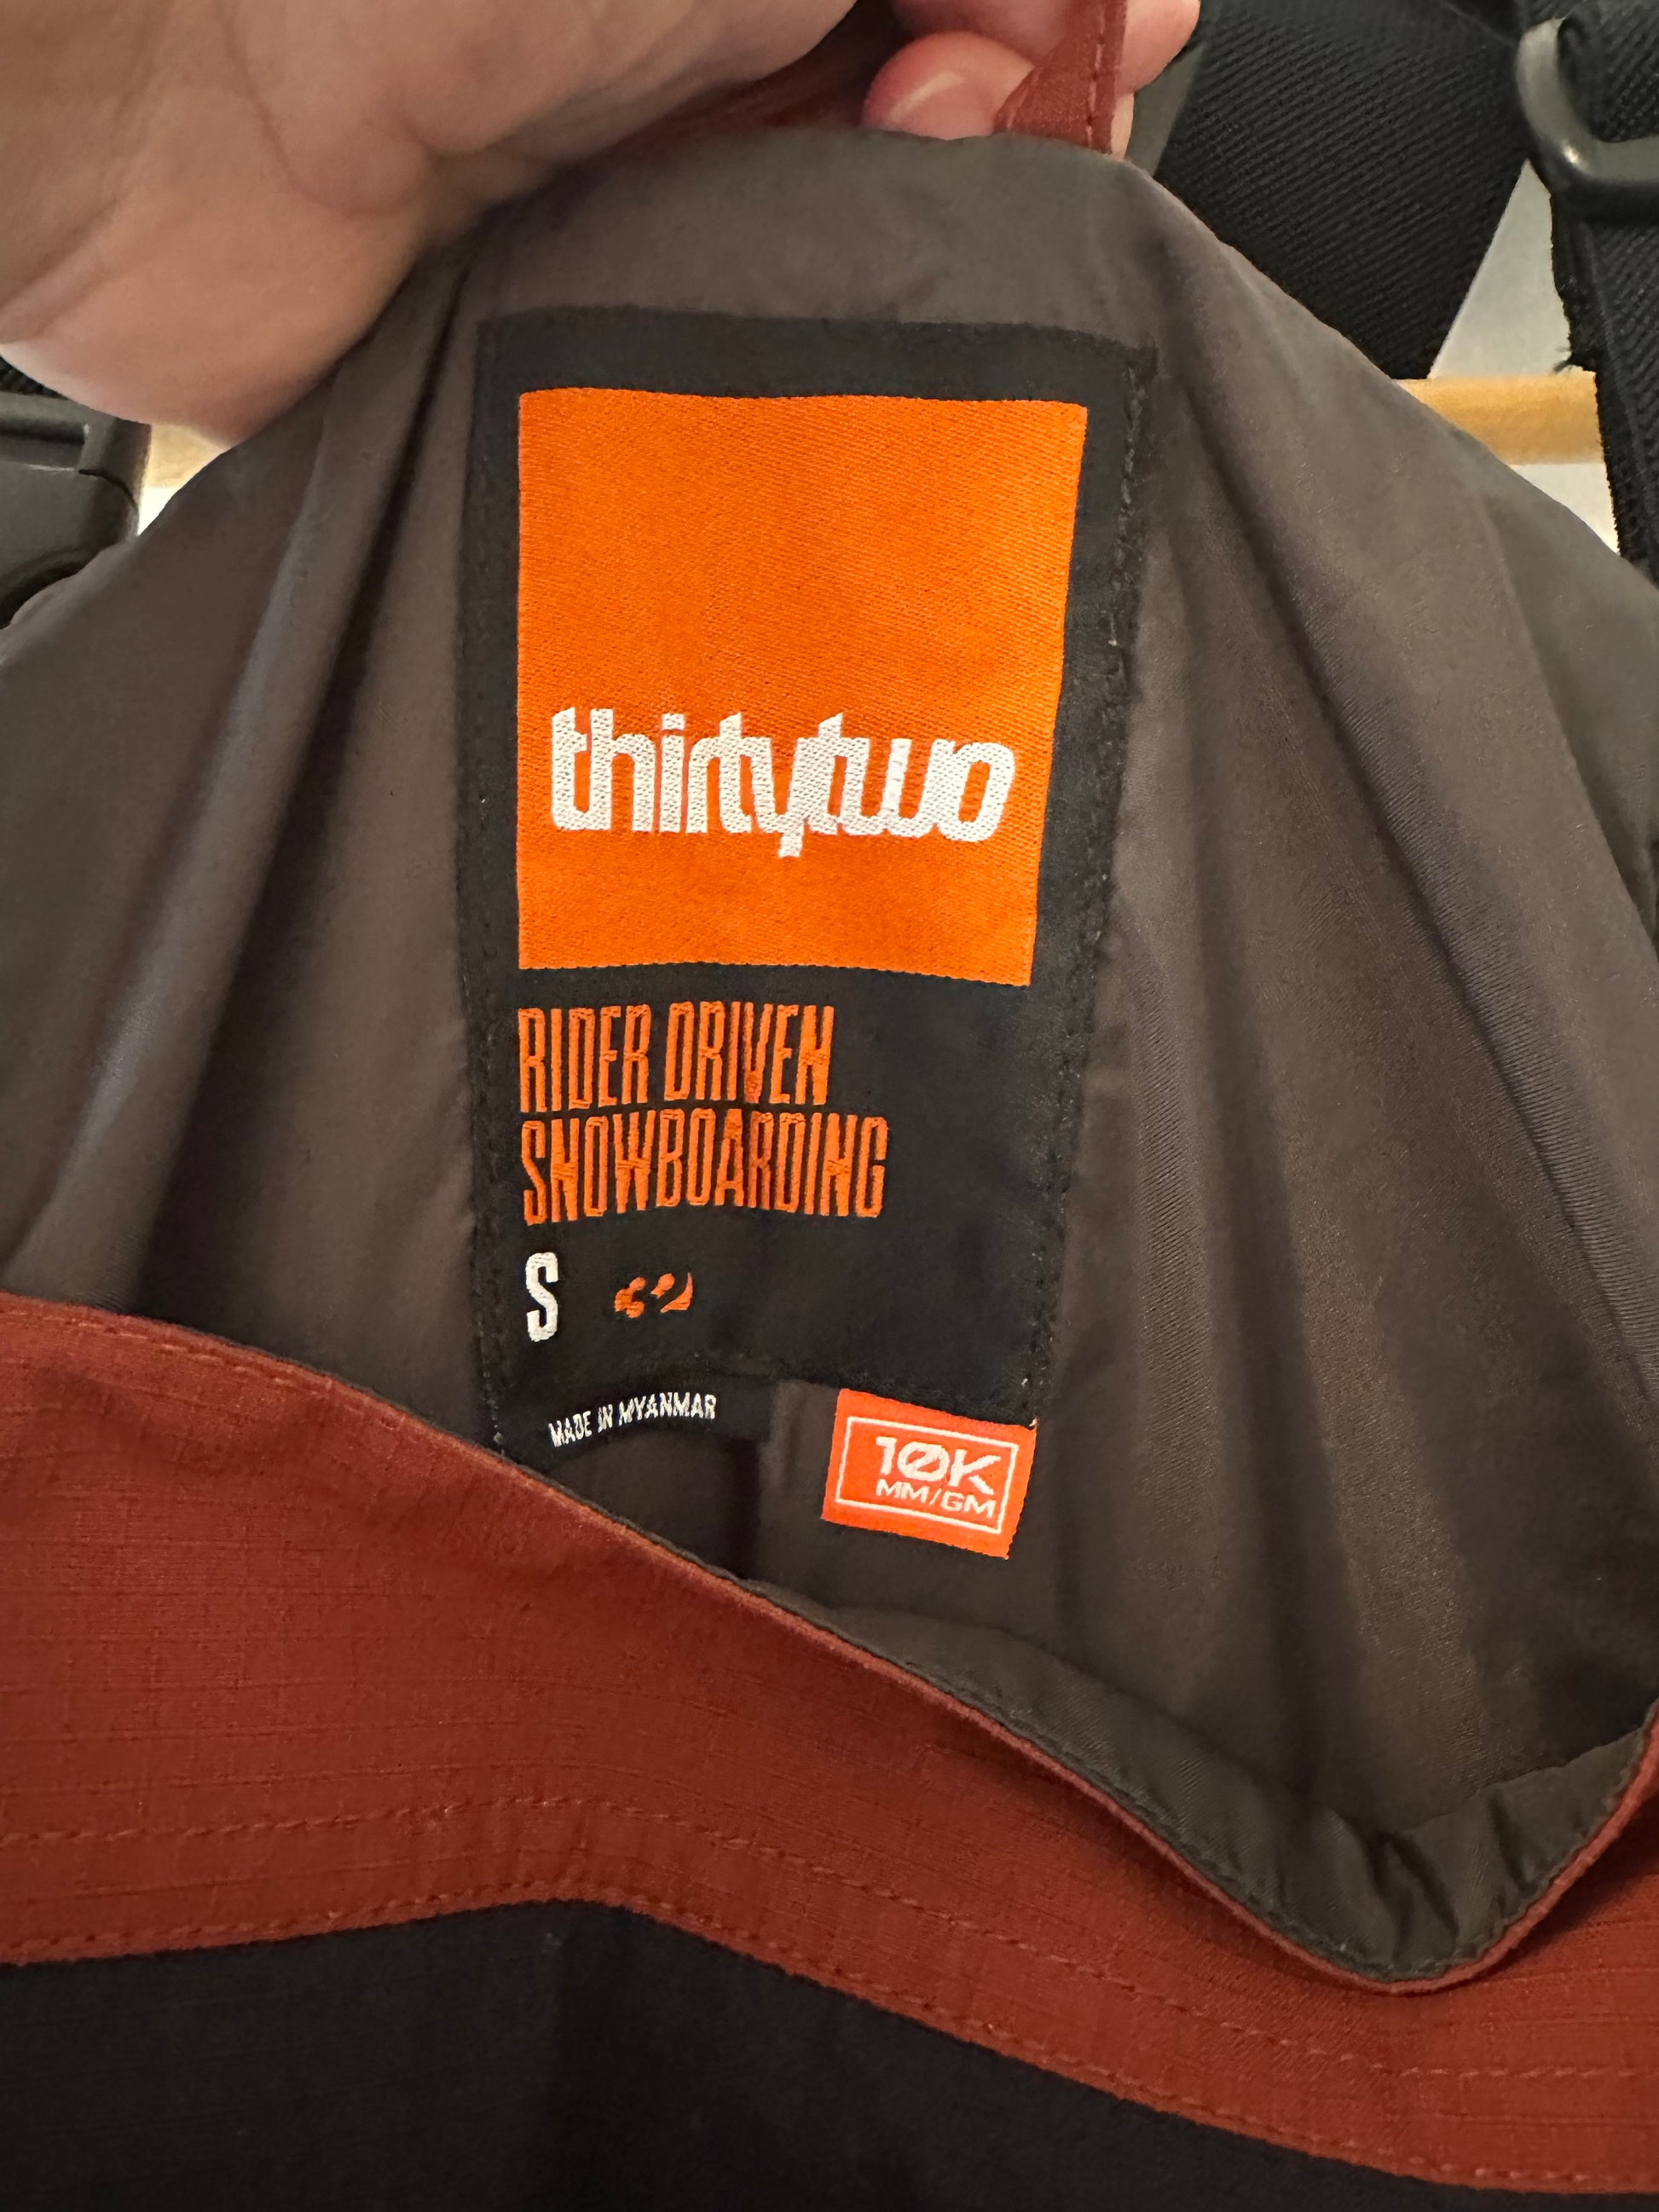 thirtytwo
RIDER DRIVEN
SNOWBOARDING
S
MADE IN MYANMAR
10K
MM/GM